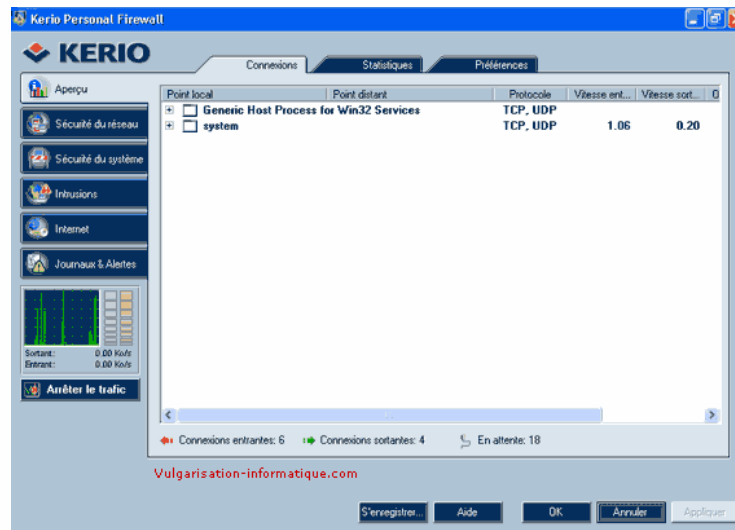 Kerio Personal Firewall
KERIO
Connexions Statistiques Préférences
Aperçu
Sécurité du réseau
Sécurité du système
Intrusions
Internet
Journaux & Alertes
Sortant: 0.00 Ko/s
Entrant: 0.00 Ko/s
Arrêter le trafic
Point local Point distant Protocole Vitesse ent... Vitesse sort...
Generic Host Process for Win32 Services TCP, UDP
system TCP, UDP 1.06 0.20
Connexions entrantes: 6 Connexions sortantes: 4 En attente: 18
Vulgarisation-informatique.com
S'enregistrer... Aide OK Annuler Appliquer